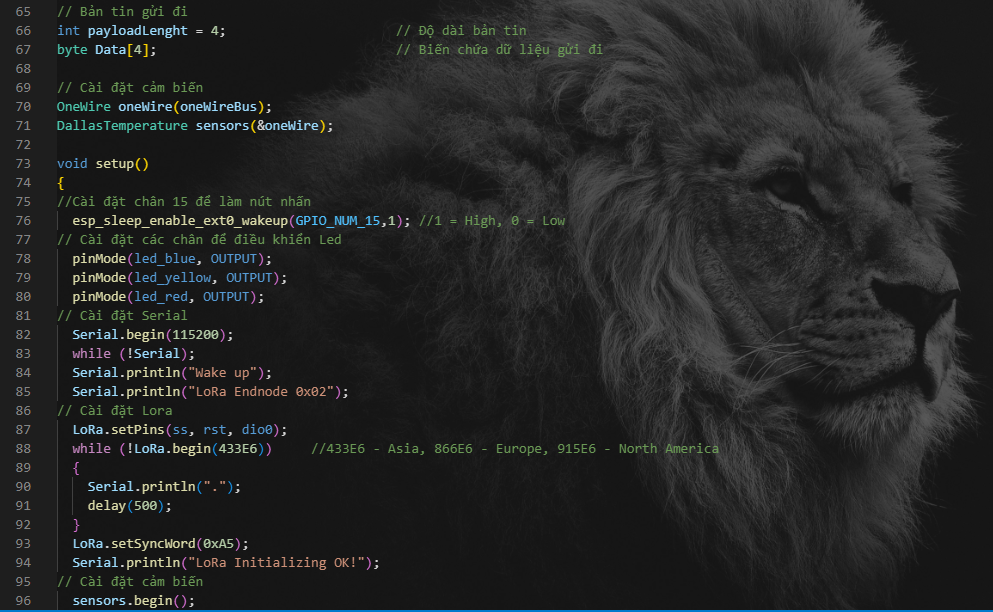 65 // Bản tin gửi đi
66 int payloadLenght = 4; // Độ dài bản tin
67 byte Data[4]; // Biến chứa dữ liệu gửi đi
68
69 // Cài đặt cảm biến
70 OneWire oneWire(oneWireBus);
71 DallasTemperature sensors(&oneWire);
72
73 void setup()
74 {
75 //Cài đặt chân 15 để làm nút nhấn
76 esp_sleep_enable_ext0_wakeup(GPIO_NUM_15,1); //1 = High, 0 = Low
77 // Cài đặt các chân để điều khiển Led
78 pinMode(led_blue, OUTPUT);
79 pinMode(led_yellow, OUTPUT);
80 pinMode(led_red, OUTPUT);
81 // Cài đặt Serial
82 Serial.begin(115200);
83 while (!Serial);
84 Serial.println("Wake up");
85 Serial.println("LoRa Endnode 0x02");
86 // Cài đặt Lora
87 LoRa.setPins(ss, rst, dio0);
88 while (!LoRa.begin(433E6)) //433E6 - Asia, 866E6 - Europe, 915E6 - North America
89 {
90 Serial.println(".");
91 delay(500);
92 }
93 LoRa.setSyncWord(0xA5);
94 Serial.println("LoRa Initializing OK!");
95 // Cài đặt cảm biến
96 sensors.begin();